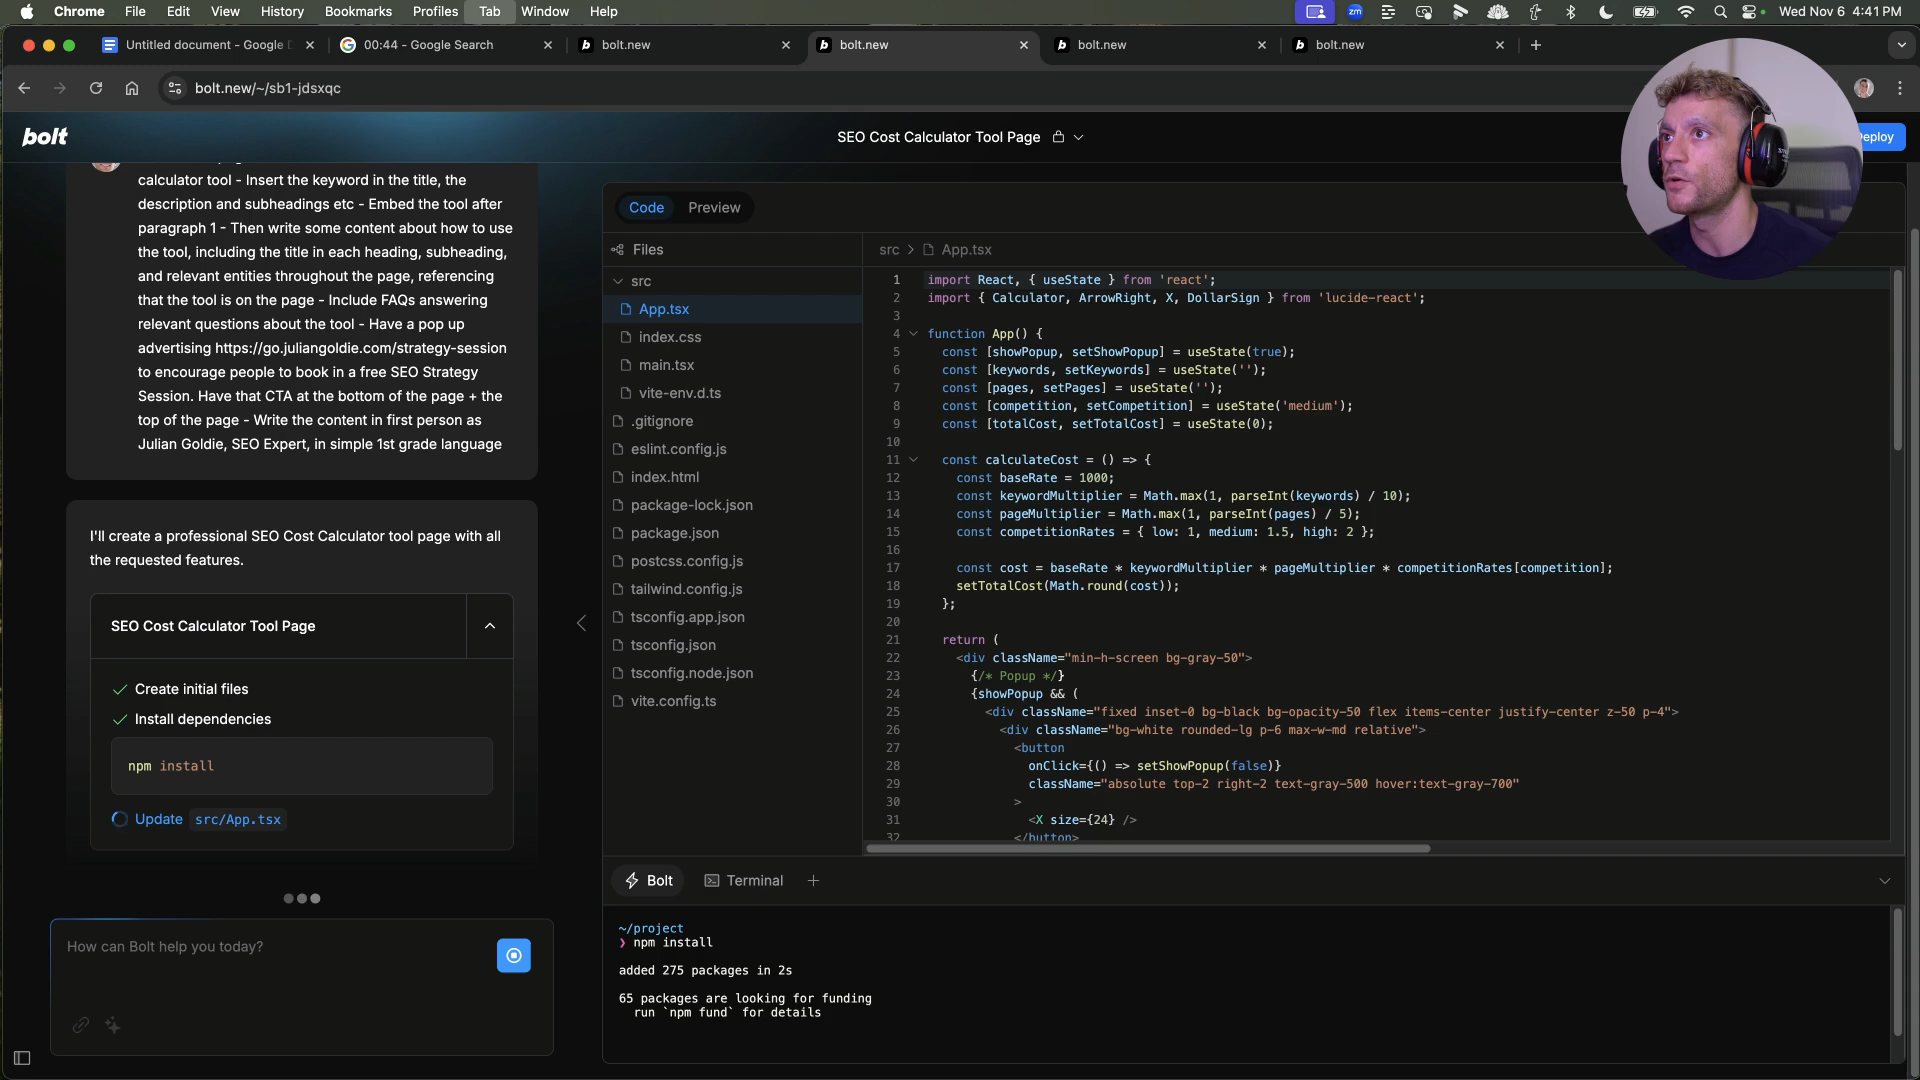 Chrome File Edit View History Bookmarks Profiles Tab Window Help
zm
Wed Nov 6 4:41 PM
Untitled document - Google D
00:44 - Google Search
b bolt.new
b bolt.new
b bolt.new
b bolt.new
bolt.new/~/sb1-jdsxqc
bolt
SEO Cost Calculator Tool Page
Deploy
calculator tool - Insert the keyword in the title, the
description and subheadings etc - Embed the tool after
paragraph 1 - Then write some content about how to use
the tool, including the title in each heading, subheading,
and relevant entities throughout the page, referencing
that the tool is on the page - Include FAQs answering
relevant questions about the tool - Have a pop up
advertising https://go.juliangoldie.com/strategy-session
to encourage people to book in a free SEO Strategy
Session. Have that CTA at the bottom of the page + the
top of the page - Write the content in first person as
Julian Goldie, SEO Expert, in simple 1st grade language
I'll create a professional SEO Cost Calculator tool page with all
the requested features.
SEO Cost Calculator Tool Page
Create initial files
Install dependencies
npm install
Update src/App.tsx
How can Bolt help you today?
Code Preview
Files
src
App.tsx
index.css
main.tsx
vite-env.d.ts
.gitignore
eslint.config.js
index.html
package-lock.json
package.json
postcss.config.js
tailwind.config.js
tsconfig.app.json
tsconfig.json
tsconfig.node.json
vite.config.ts
src > App.tsx
1 import React, { useState } from 'react';
2 import { Calculator, ArrowRight, X, DollarSign } from 'lucide-react';
3
4 function App() {
5 const [showPopup, setShowPopup] = useState(true);
6 const [keywords, setKeywords] = useState('');
7 const [pages, setPages] = useState('');
8 const [competition, setCompetition] = useState('medium');
9 const [totalCost, setTotalCost] = useState(0);
10
11 const calculateCost = () => {
12 const baseRate = 1000;
13 const keywordMultiplier = Math.max(1, parseInt(keywords) / 10);
14 const pageMultiplier = Math.max(1, parseInt(pages) / 5);
15 const competitionRates = { low: 1, medium: 1.5, high: 2 };
16
17 const cost = baseRate * keywordMultiplier * pageMultiplier * competitionRates[competition];
18 setTotalCost(Math.round(cost));
19 };
20
21 return (
22 <div className="min-h-screen bg-gray-50">
23 {/* Popup */}
24 {showPopup && (
25 <div className="fixed inset-0 bg-black bg-opacity-50 flex items-center justify-center z-50 p-4">
26 <div className="bg-white rounded-lg p-6 max-w-md relative">
27 <button
28 onClick={() => setShowPopup(false)}
29 className="absolute top-2 right-2 text-gray-500 hover:text-gray-700"
30 >
31 <X size={24} />
32 </button>
Bolt Terminal
~/project
❯ npm install
added 275 packages in 2s
65 packages are looking for funding
run `npm fund` for details